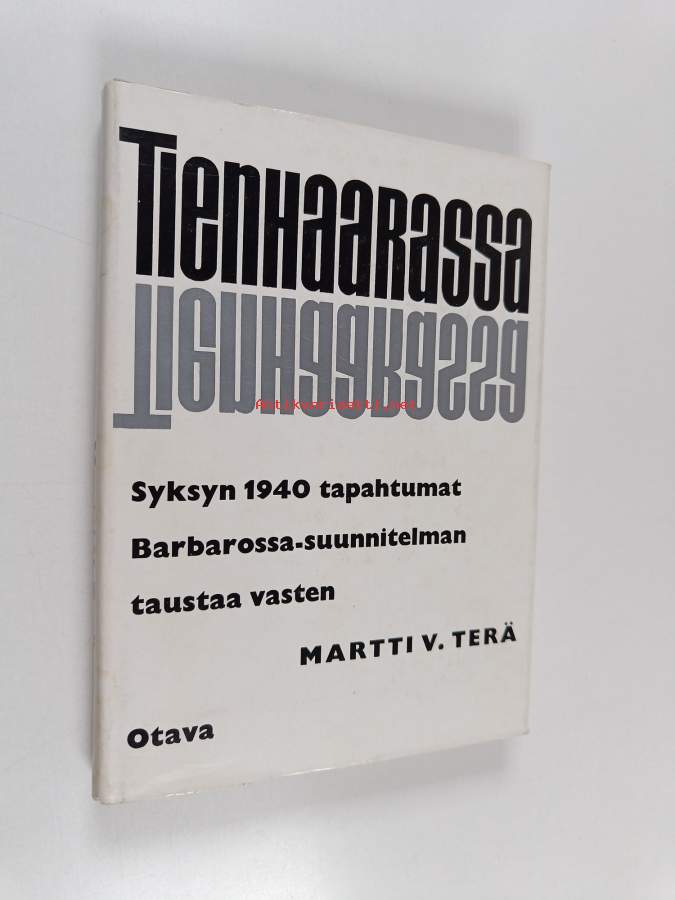 Tienhaarassa
Tienhaarassa
Antikvariaatti.net
Syksyn 1940 tapahtumat
Barbarossa-suunnitelman
taustaa vasten
MARTTI V. TERÄ
Otava